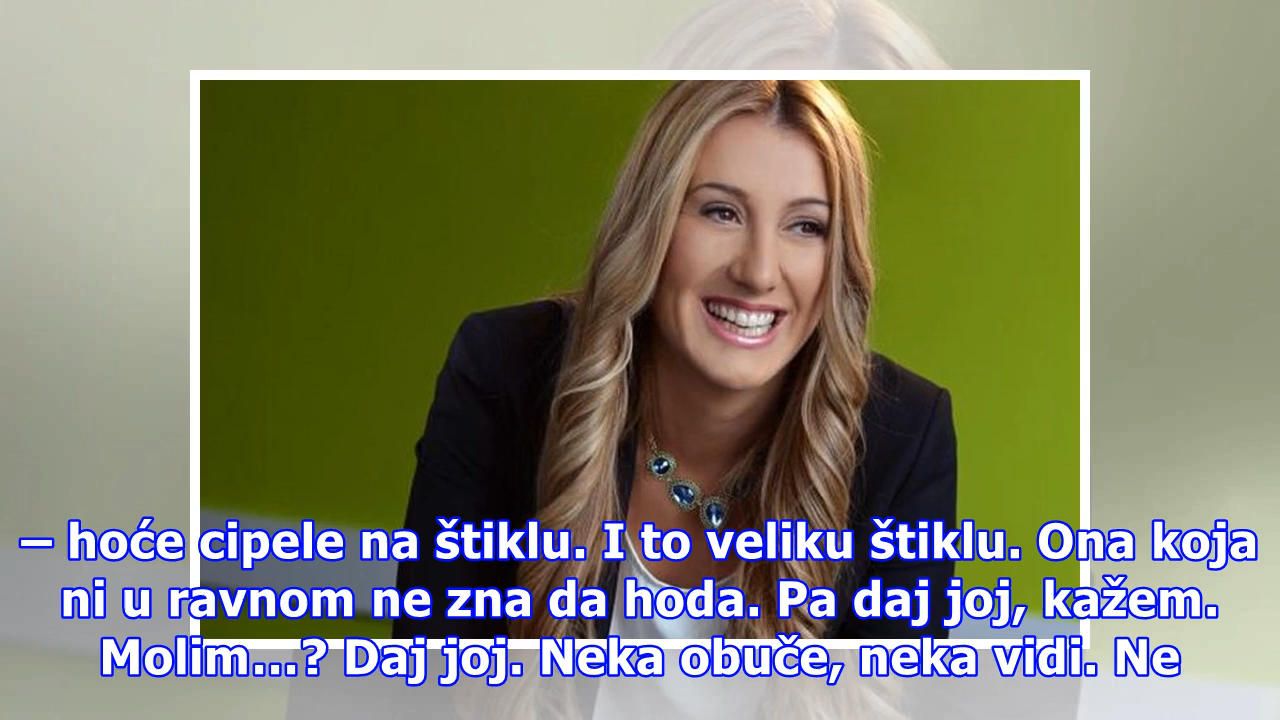 – hoće cipele na štiklu. I to veliku štiklu. Ona koja
ni u ravnom ne zna da hoda. Pa daj joj, kažem.
Molim...? Daj joj. Neka obuče, neka vidi. Ne